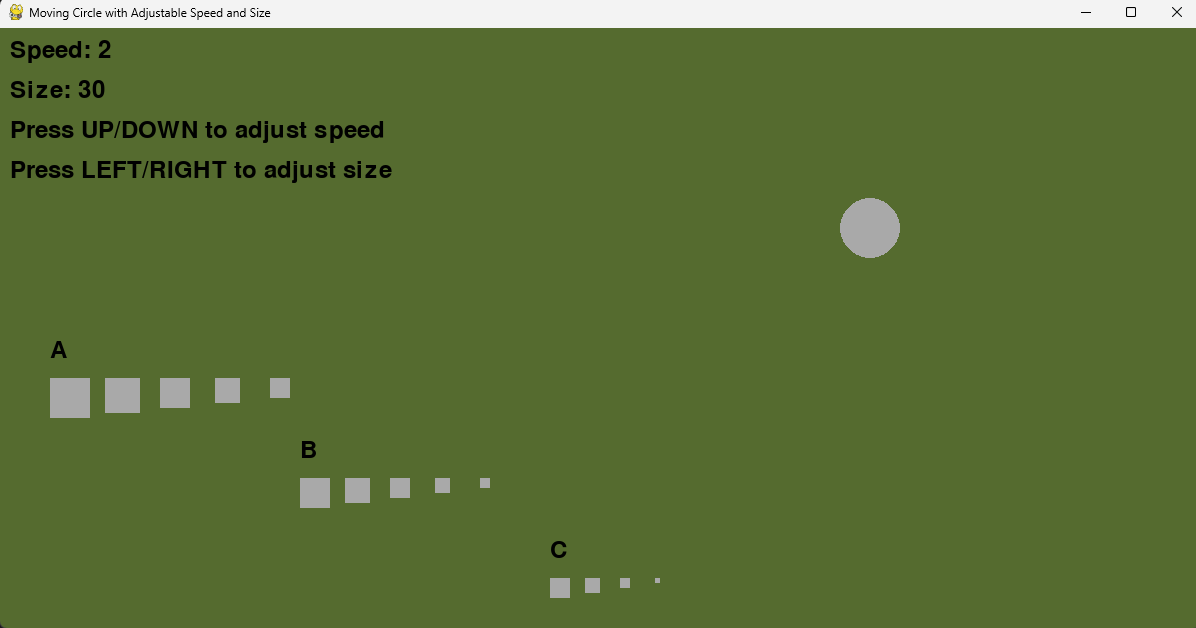 Moving Circle with Adjustable Speed and Size
Speed: 2
Size: 30
Press UP/DOWN to adjust speed
Press LEFT/RIGHT to adjust size
A
B
C